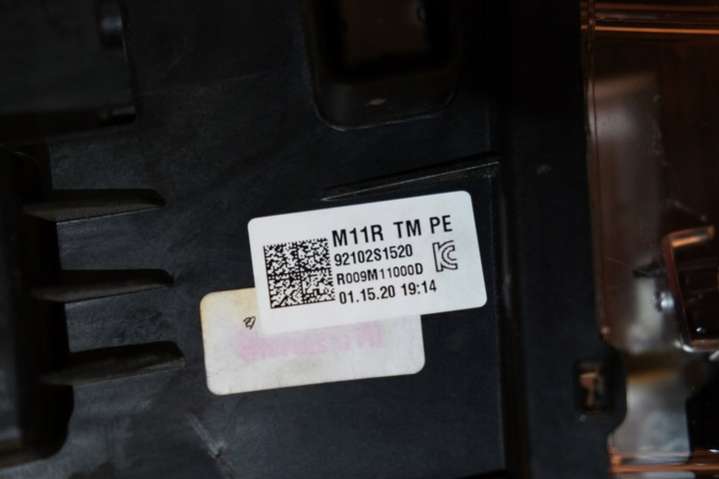 M11R TM PE
92102S1520
R009M11000D
01.15.20 19:14